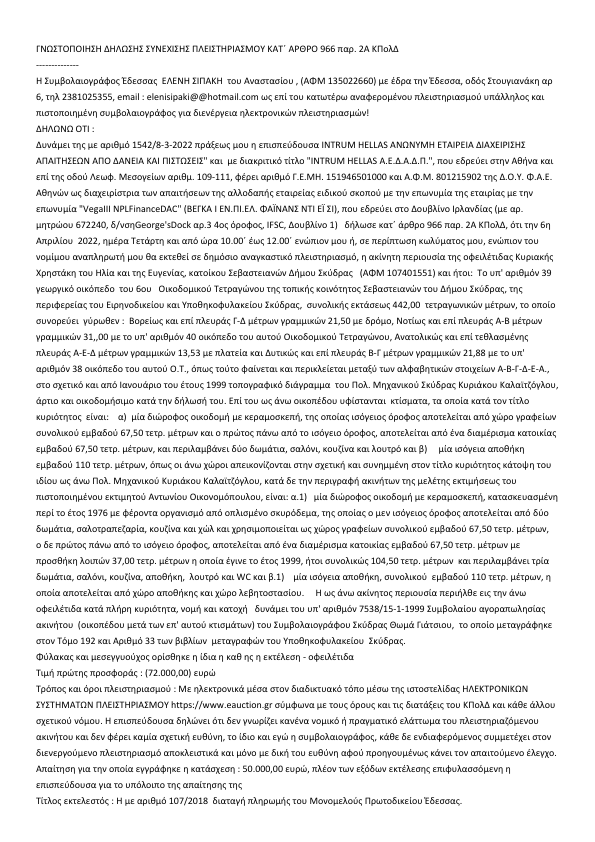 ΓΝΩΣΤΟΠΟΙΗΣΗ ΔΗΛΩΣΗΣ ΣΥΝΕΧΙΣΗΣ ΠΛΕΙΣΤΗΡΙΑΣΜΟΥ ΚΑΤ΄ ΑΡΘΡΟ 966 παρ. 2Α ΚΠολΔ
--------------
Η Συμβολαιογράφος Έδεσσας ΕΛΕΝΗ ΣΙΠΑΚΗ του Αναστασίου , (ΑΦΜ 135022660) με έδρα την Έδεσσα, οδός Στουγιανάκη αρ
6, τηλ 2381025355, email : elenisipaki@@hotmail.com ως επί του κατωτέρω αναφερομένου πλειστηριασμού υπάλληλος και
πιστοποιημένη συμβολαιογράφος για διενέργεια ηλεκτρονικών πλειστηριασμών!
ΔΗΛΩΝΩ ΟΤΙ :
Δυνάμει της με αριθμό 1542/8-3-2022 πράξεως μου η επισπεύδουσα INTRUM HELLAS ΑΝΩΝΥΜΗ ΕΤΑΙΡΕΙΑ ΔΙΑΧΕΙΡΙΣΗΣ
ΑΠΑΙΤΗΣΕΩΝ ΑΠΟ ΔΑΝΕΙΑ ΚΑΙ ΠΙΣΤΩΣΕΙΣ" και με διακριτικό τίτλο "INTRUM HELLAS Α.Ε.Δ.Α.Δ.Π.", που εδρεύει στην Αθήνα και
επί της οδού Λεωφ. Μεσογείων αριθμ. 109-111, φέρει αριθμό Γ.Ε.ΜΗ. 151946501000 και Α.Φ.Μ. 801215902 της Δ.Ο.Υ. Φ.Α.Ε.
Αθηνών ως διαχειρίστρια των απαιτήσεων της αλλοδαπής εταιρείας ειδικού σκοπού με την επωνυμία της εταιρίας με την
επωνυμία "VegaIII NPLFinanceDAC" (ΒΕΓΚΑ Ι ΕΝ.ΠΙ.ΕΛ. ΦΑΪΝΑΝΣ ΝΤΙ ΕΪ ΣΙ), που εδρεύει στο Δουβλίνο Ιρλανδίας (με αρ.
μητρώου 672240, δ/νσηGeorge'sDock αρ.3 4ος όροφος, IFSC, Δουβλίνο 1) δήλωσε κατ΄ άρθρο 966 παρ. 2Α ΚΠολΔ, ότι την 6η
Απριλίου 2022, ημέρα Τετάρτη και από ώρα 10.00΄ έως 12.00΄ ενώπιον μου ή, σε περίπτωση κωλύματος μου, ενώπιον του
νομίμου αναπληρωτή μου θα εκτεθεί σε δημόσιο αναγκαστικό πλειστηριασμό, η ακίνητη περιουσία της οφειλέτιδας Κυριακής
Χρηστάκη του Ηλία και της Ευγενίας, κατοίκου Σεβαστειανών Δήμου Σκύδρας (ΑΦΜ 107401551) και ήτοι: Το υπ' αριθμόν 39
γεωργικό οικόπεδο του 6ου Οικοδομικού Τετραγώνου της τοπικής κοινότητος Σεβαστειανών του Δήμου Σκύδρας, της
περιφερείας του Ειρηνοδικείου και Υποθηκοφυλακείου Σκύδρας, συνολικής εκτάσεως 442,00 τετραγωνικών μέτρων, το οποίο
συνορεύει γύρωθεν : Βορείως και επί πλευράς Γ-Δ μέτρων γραμμικών 21,50 με δρόμο, Νοτίως και επί πλευράς Α-Β μέτρων
γραμμικών 31,,00 με το υπ' αριθμόν 40 οικόπεδο του αυτού Οικοδομικού Τετραγώνου, Ανατολικώς και επί τεθλασμένης
πλευράς Α-Ε-Δ μέτρων γραμμικών 13,53 με πλατεία και Δυτικώς και επί πλευράς Β-Γ μέτρων γραμμικών 21,88 με το υπ'
αριθμόν 38 οικόπεδο του αυτού Ο.Τ., όπως τούτο φαίνεται και περικλείεται μεταξύ των αλφαβητικών στοιχείων Α-Β-Γ-Δ-Ε-Α.,
στο σχετικό και από Ιανουάριο του έτους 1999 τοπογραφικό διάγραμμα του Πολ. Μηχανικού Σκύδρας Κυριάκου Καλαϊτζόγλου,
άρτιο και οικοδομήσιμο κατά την δήλωσή του. Επί του ως άνω οικοπέδου υφίστανται κτίσματα, τα οποία κατά τον τίτλο
κυριότητος είναι: α) μία διώροφος οικοδομή με κεραμοσκεπή, της οποίας ισόγειος όροφος αποτελείται από χώρο γραφείων
συνολικού εμβαδού 67,50 τετρ. μέτρων και ο πρώτος πάνω από το ισόγειο όροφος, αποτελείται από ένα διαμέρισμα κατοικίας
εμβαδού 67,50 τετρ. μέτρων, και περιλαμβάνει δύο δωμάτια, σαλόνι, κουζίνα και λουτρό και β) μία ισόγεια αποθήκη
εμβαδού 110 τετρ. μέτρων, όπως οι άνω χώροι απεικονίζονται στην σχετική και συνημμένη στον τίτλο κυριότητος κάτοψη του
ιδίου ως άνω Πολ. Μηχανικού Κυριάκου Καλαϊτζόγλου, κατά δε την περιγραφή ακινήτου της μελέτης εκτιμήσεως του
πιστοποιημένου εκτιμητού Αντωνίου Οικονομόπουλου, είναι: α.1) μία διώροφος οικοδομή με κεραμοσκεπή, κατασκευασμένη
περί το έτος 1976 με φέροντα οργανισμό από οπλισμένο σκυρόδεμα, της οποίας ο μεν ισόγειος όροφος αποτελείται από δύο
δωμάτια, σαλοτραπεζαρία, κουζίνα και χώλ και χρησιμοποιείται ως χώρος γραφείων συνολικού εμβαδού 67,50 τετρ. μέτρων,
ο δε πρώτος πάνω από το ισόγειο όροφος, αποτελείται από ένα διαμέρισμα κατοικίας εμβαδού 67,50 τετρ. μέτρων με
προσθήκη λοιπών 37,00 τετρ. μέτρων η οποία έγινε το έτος 1999, ήτοι συνολικώς 104,50 τετρ. μέτρων και περιλαμβάνει τρία
δωμάτια, σαλόνι, κουζίνα, αποθήκη, λουτρό και WC και β.1) μία ισόγεια αποθήκη, συνολικού εμβαδού 110 τετρ. μέτρων, η
οποία αποτελείται από χώρο αποθήκης και χώρο λεβητοστασίου. Η ως άνω ακίνητος περιουσία περιήλθε εις την άνω
οφειλέτιδα κατά πλήρη κυριότητα, νομή και κατοχή δυνάμει του υπ' αριθμόν 7538/15-1-1999 Συμβολαίου αγοραπωλησίας
ακινήτου (οικοπέδου μετά των επ' αυτού κτισμάτων) του Συμβολαιογράφου Σκύδρας Θωμά Γιάτσιου, το οποίο μεταγράφηκε
στον Τόμο 192 και Αριθμό 33 των βιβλίων μεταγραφών του Υποθηκοφυλακείου Σκύδρας.
Φύλακας και μεσεγγυούχος ορίσθηκε η ίδια η καθ ης η εκτέλεση - οφειλέτιδα
Τιμή πρώτης προσφοράς : (72.000,00) ευρώ
Τρόπος και όροι πλειστηριασμού : Με ηλεκτρονικά μέσα στον διαδικτυακό τόπο μέσω της ιστοσελίδας ΗΛΕΚΤΡΟΝΙΚΩΝ
ΣΥΣΤΗΜΑΤΩΝ ΠΛΕΙΣΤΗΡΙΑΣΜΟΥ https://www.eauction.gr σύμφωνα με τους όρους και τις διατάξεις του ΚΠολΔ και κάθε άλλου
σχετικού νόμου. Η επισπεύδουσα δηλώνει ότι δεν γνωρίζει κανένα νομικό ή πραγματικό ελάττωμα του πλειστηριαζόμενου
ακινήτου και δεν φέρει καμία σχετική ευθύνη, το ίδιο και εγώ η συμβολαιογράφος, κάθε δε ενδιαφερόμενος συμμετέχει στον
διενεργούμενο πλειστηριασμό αποκλειστικά και μόνο με δική του ευθύνη αφού προηγουμένως κάνει τον απαιτούμενο έλεγχο.
Απαίτηση για την οποία εγγράφηκε η κατάσχεση : 50.000,00 ευρώ, πλέον των εξόδων εκτέλεσης επιφυλασσόμενη η
επισπεύδουσα για το υπόλοιπο της απαίτησης της
Τίτλος εκτελεστός : Η με αριθμό 107/2018 διαταγή πληρωμής του Μονομελούς Πρωτοδικείου Έδεσσας.